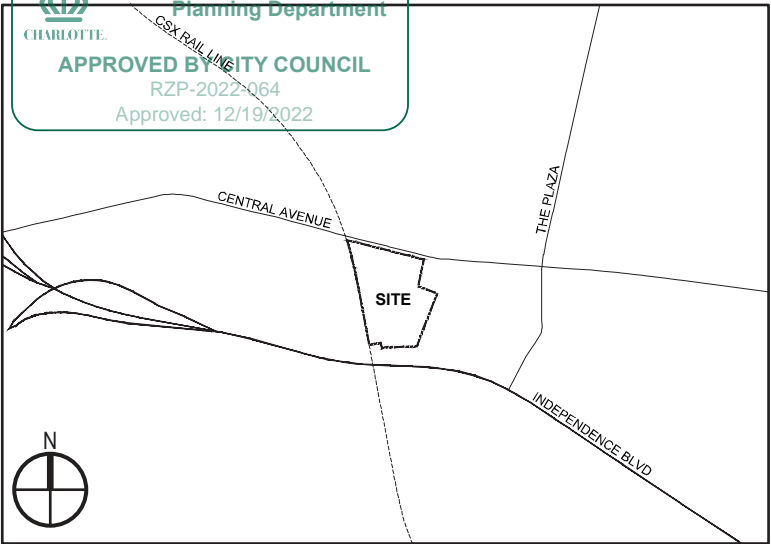 Planning Department
CHARLOTTE.
APPROVED BY CITY COUNCIL
RZP-2022-064
Approved: 12/19/2022
CSX RAIL LINE
CENTRAL AVENUE
THE PLAZA
SITE
INDEPENDENCE BLVD
N